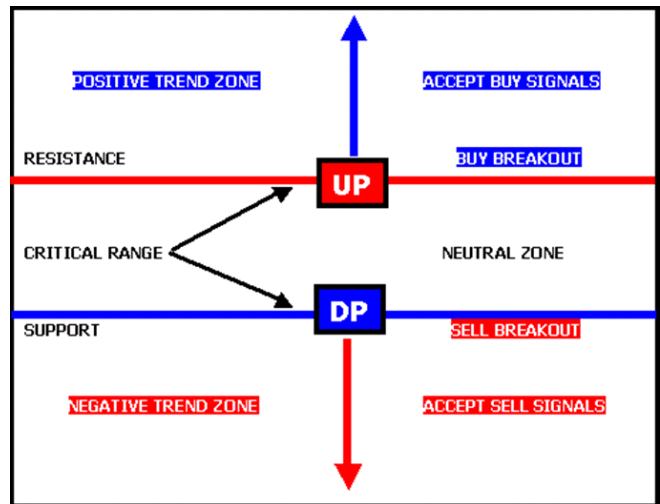 POSITIVE TREND ZONE
ACCEPT BUY SIGNALS
RESISTANCE
BUY BREAKOUT
UP
CRITICAL RANGE
NEUTRAL ZONE
DP
SUPPORT
SELL BREAKOUT
NEGATIVE TREND ZONE
ACCEPT SELL SIGNALS